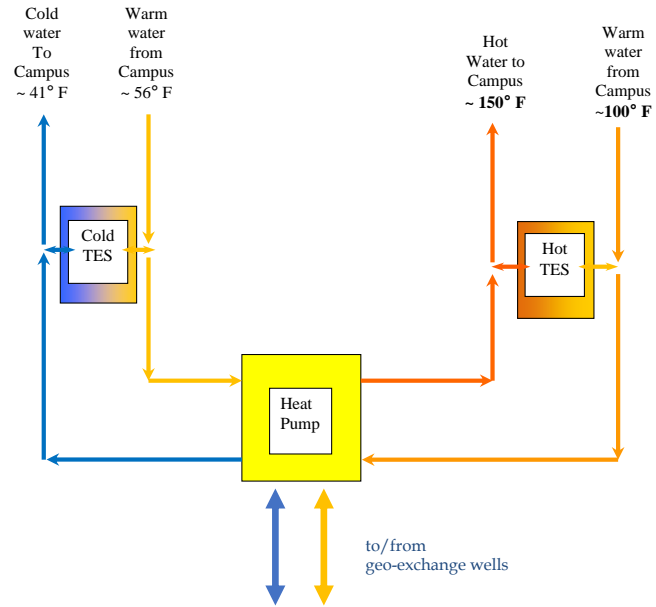 Cold
water
To
Campus
~ 41° F
Warm
water
from
Campus
~ 56° F
Hot
Water to
Campus
~ 150° F
Warm
water
from
Campus
~100° F
Cold
TES
Hot
TES
Heat
Pump
to/from
geo-exchange wells